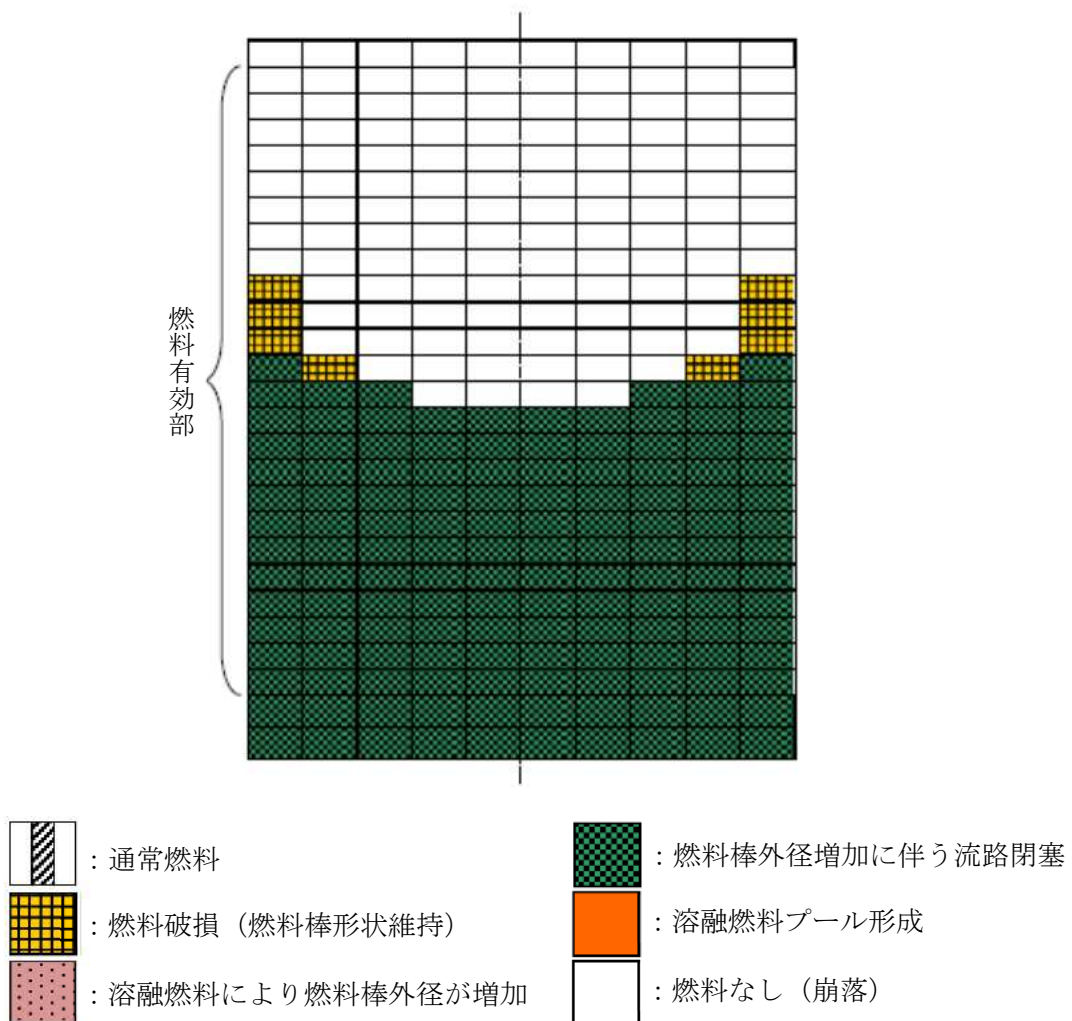 燃料有効部
：通常燃料
：燃料棒外径増加に伴う流路閉塞
：燃料破損（燃料棒形状維持）
：溶融燃料プール形成
：溶融燃料により燃料棒外径が増加
：燃料なし（崩落）